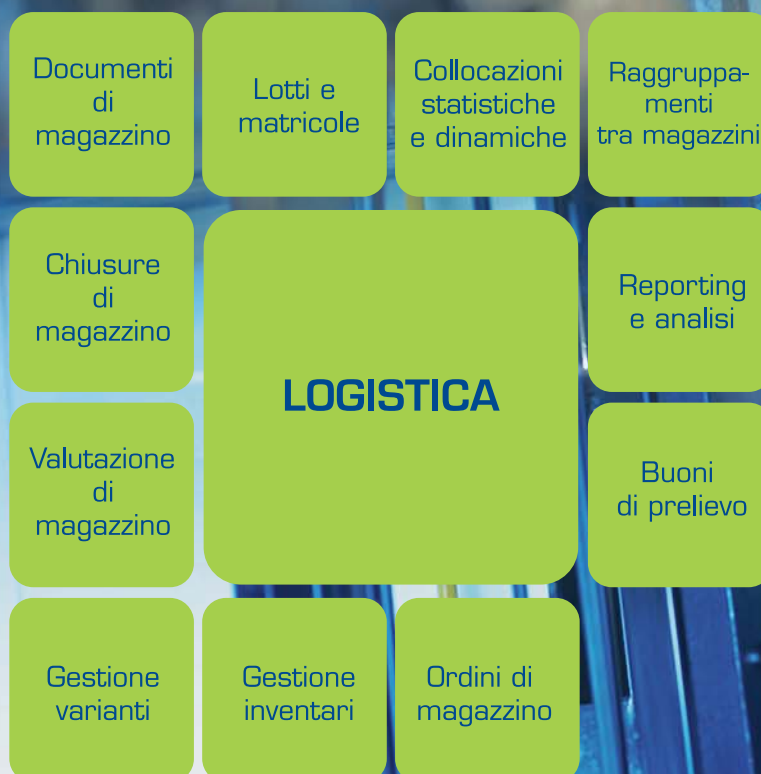 Documenti
di
magazzino
Lotti e
matricole
Collocazioni
statistiche
e dinamiche
Raggruppa-
menti
tra magazzini
Chiusure
di
magazzino
LOGISTICA
Reporting
e analisi
Valutazione
di
magazzino
Buoni
di prelievo
Gestione
varianti
Gestione
inventari
Ordini di
magazzino